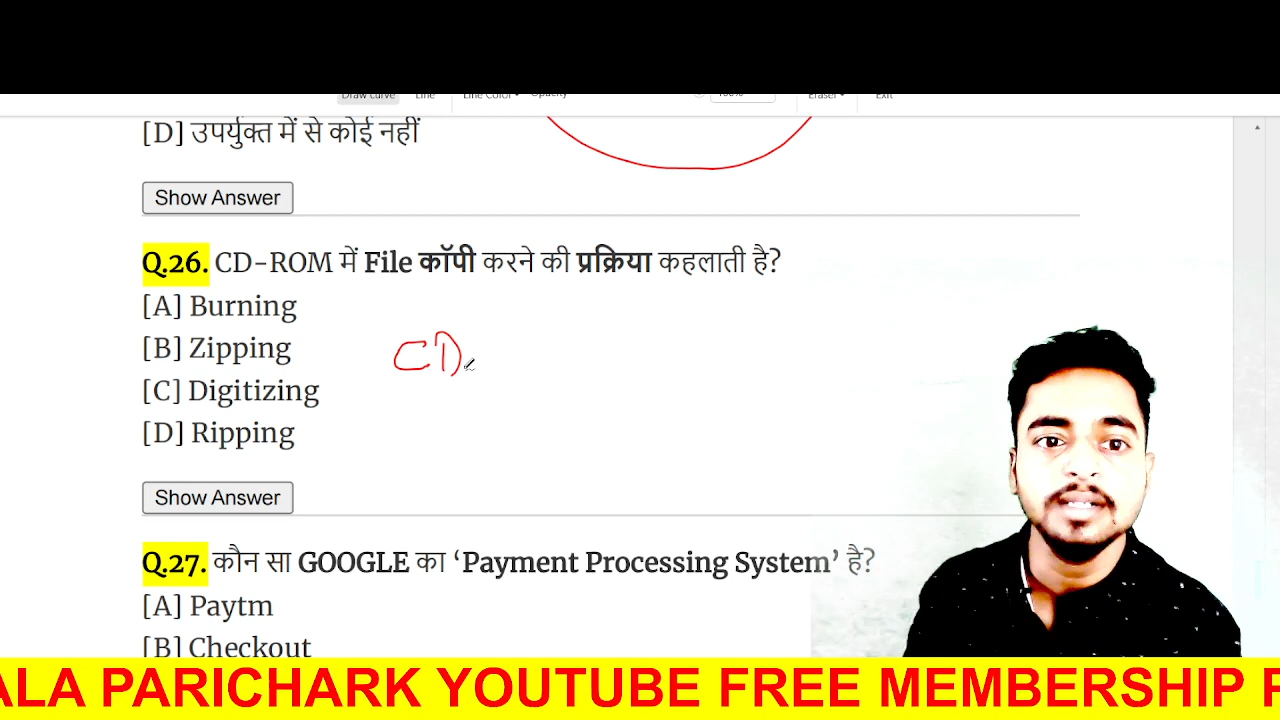 [D] उपर्युक्त में से कोई नहीं
Show Answer
Q.26. CD-ROM में File कॉपी करने की प्रक्रिया कहलाती है?
[A] Burning
[B] Zipping
CD
[C] Digitizing
[D] Ripping
Show Answer
Q.27. कौन सा GOOGLE का ‘Payment Processing System’ है?
[A] Paytm
[B] Checkout
ALA PARICHARK YOUTUBE FREE MEMBERSHIP